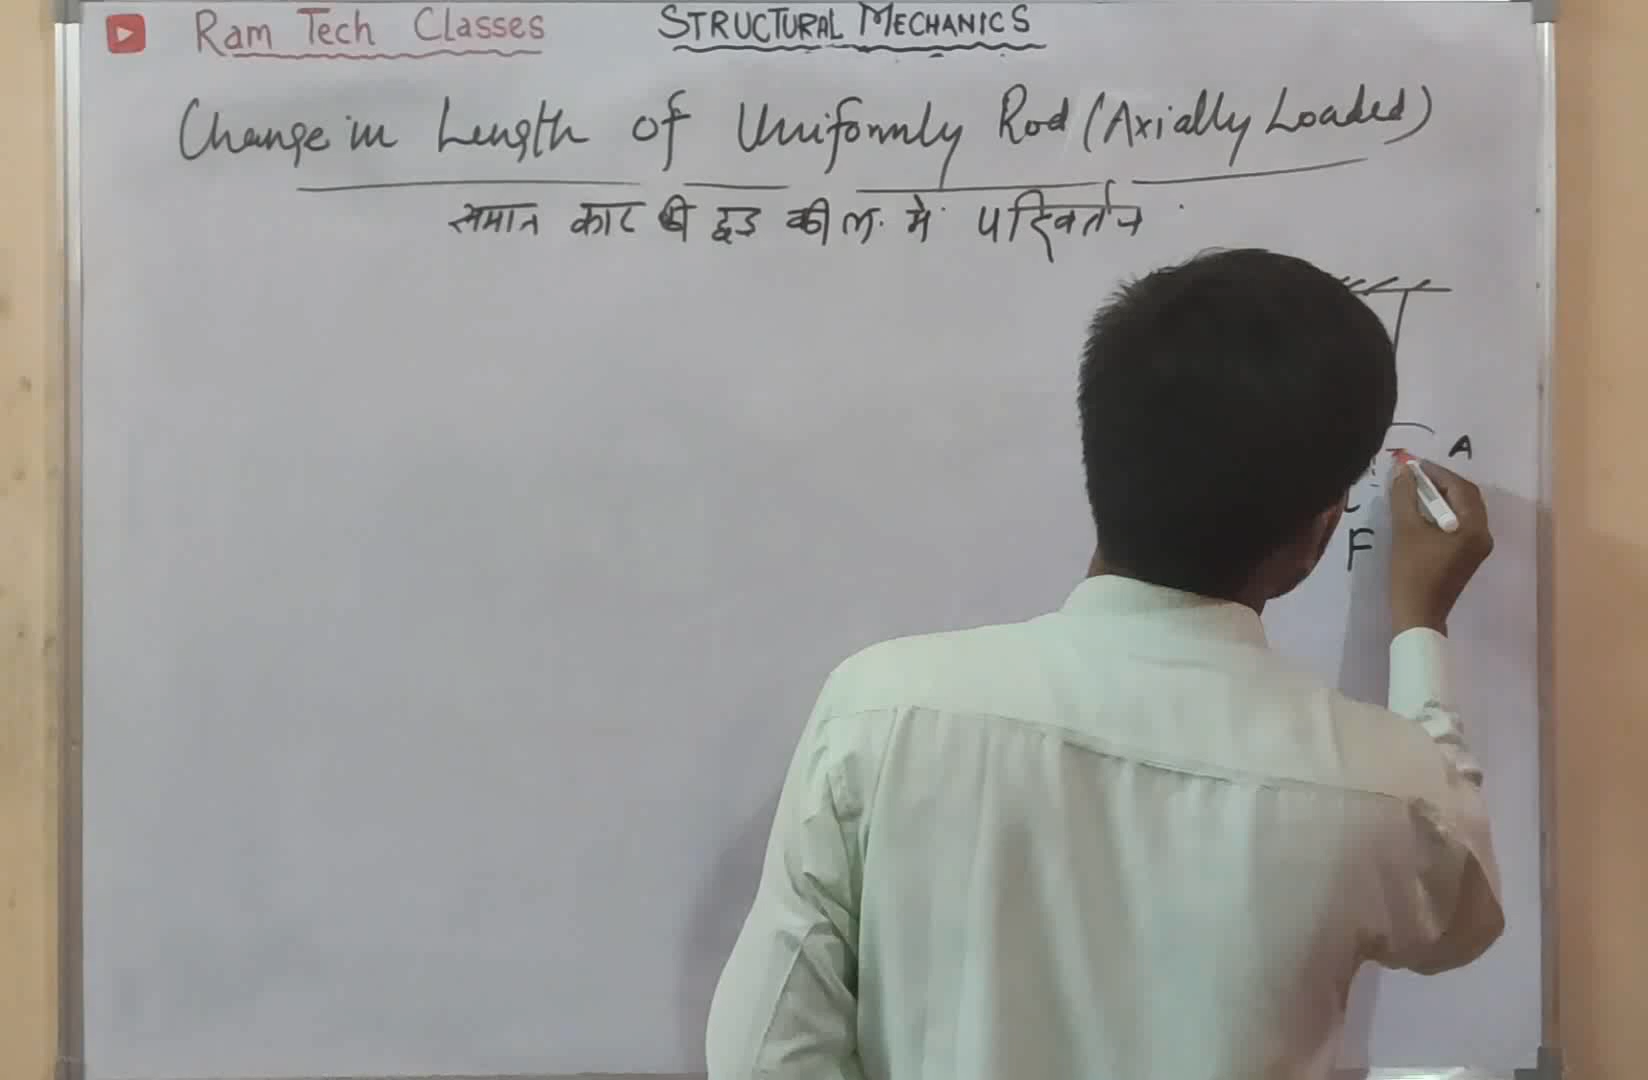 Ram Tech Classes STRUCTURAL MECHANICS
Change in Length of Uniformly Rod (Axially Loaded)
समान काट की छड़ की ल. में परिवर्तन
A
F